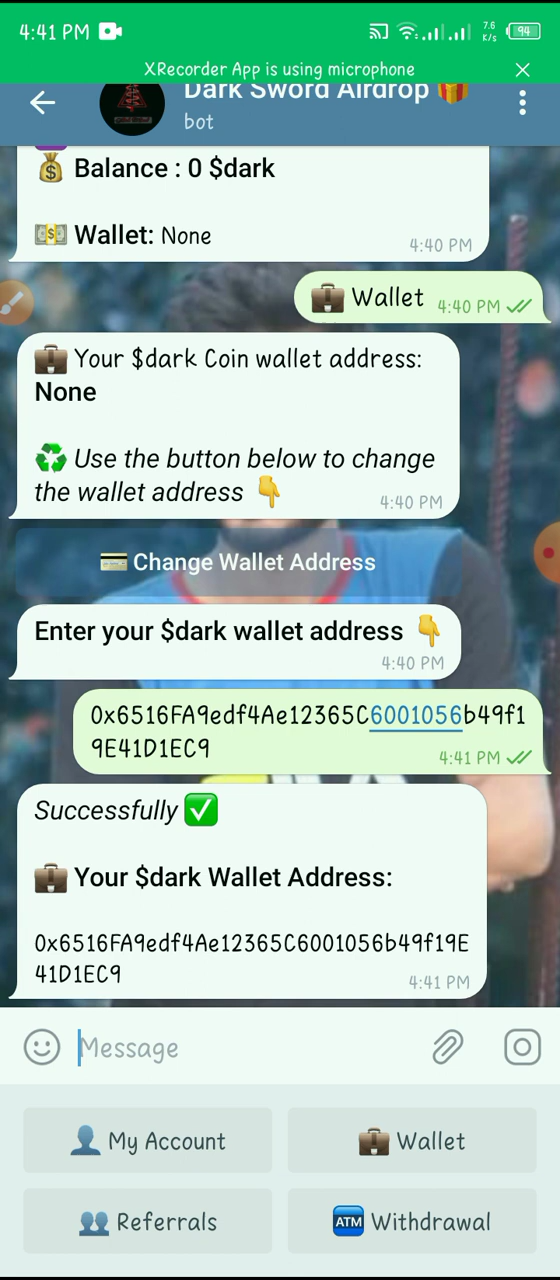 4:41 PM 7.6 K/s 94
XRecorder App is using microphone
Dark Sword Airdrop
bot
Balance : 0 $dark
Wallet: None
4:40 PM
Wallet 4:40 PM
Your $dark Coin wallet address:
None
Use the button below to change
the wallet address
4:40 PM
Change Wallet Address
Enter your $dark wallet address
4:40 PM
0x6516FA9edf4Ae12365C6001056b49f1
9E41D1EC9
4:41 PM
Successfully
Your $dark Wallet Address:
0x6516FA9edf4Ae12365C6001056b49f19E
41D1EC9
4:41 PM
Message
My Account
Wallet
Referrals
ATM Withdrawal